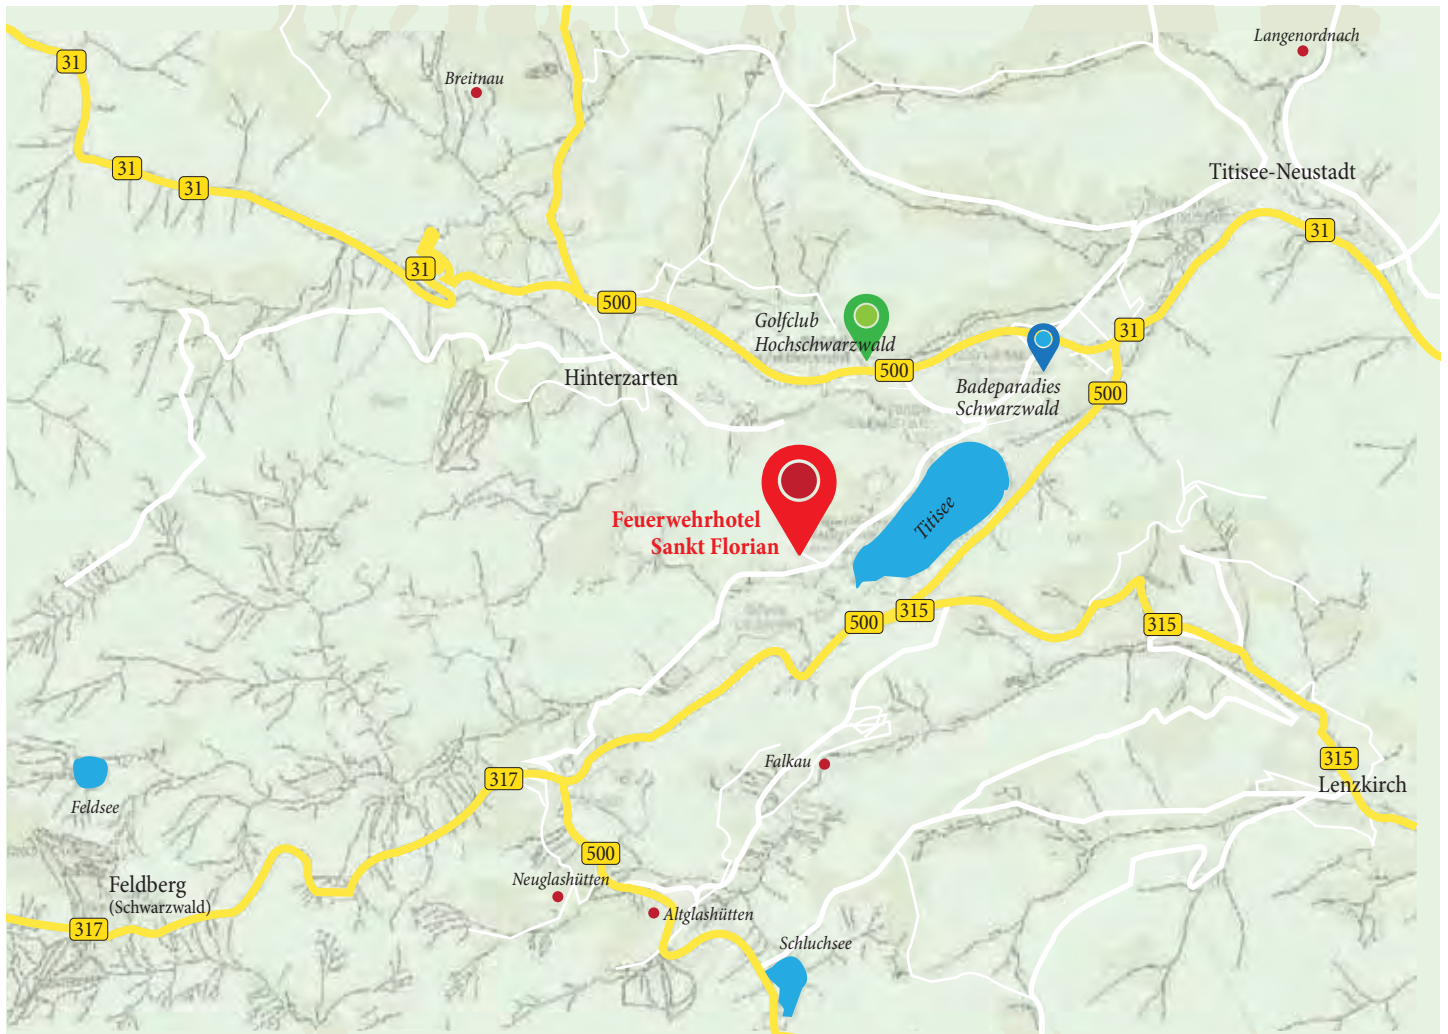 Langenordnach
31
Breitnau
31
Titisee-Neustadt
31
31
31
500
Golfclub
Hochschwarzwald
31
500
Hinterzarten
Badeparadies
Schwarzwald
500
Feuerwehrhotel
Sankt Florian
Titisee
500
315
315
317
Falkau
315
Lenzkirch
Feldsee
500
Neuglashütten
Feldberg
(Schwarzwald)
Altglashütten
317
Schluchsee